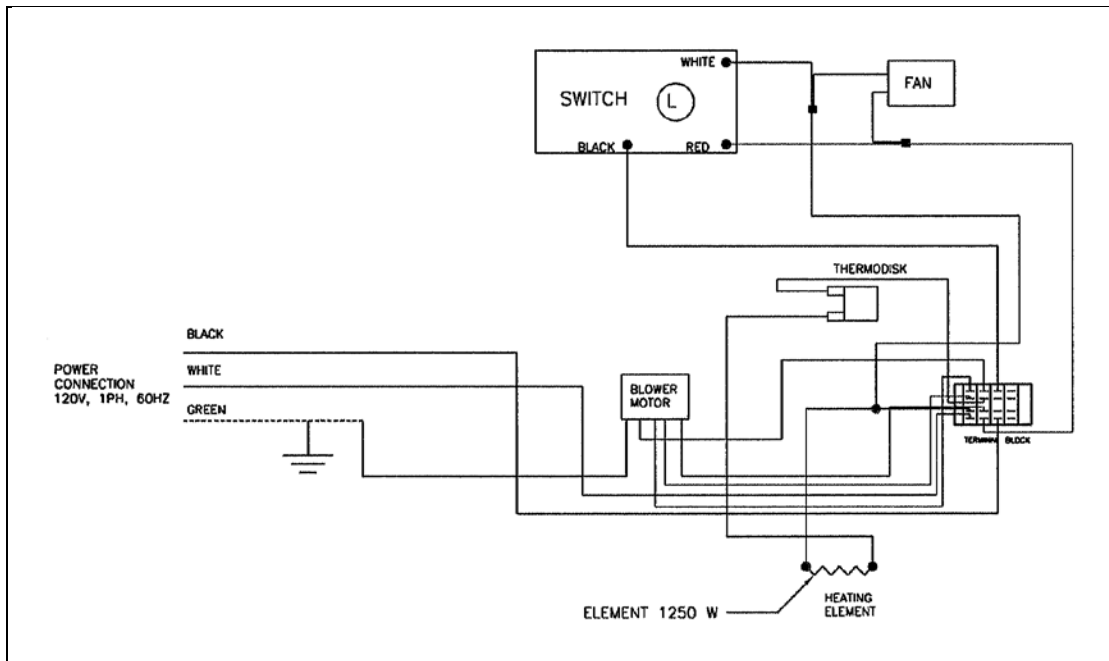 WHITE
SWITCH
L
FAN
BLACK
RED
THERMODISK
BLACK
POWER
CONNECTION
120V, 1PH, 60HZ
WHITE
GREEN
BLOWER
MOTOR
BLOCK
ELEMENT 1250 W
HEATING
ELEMENT